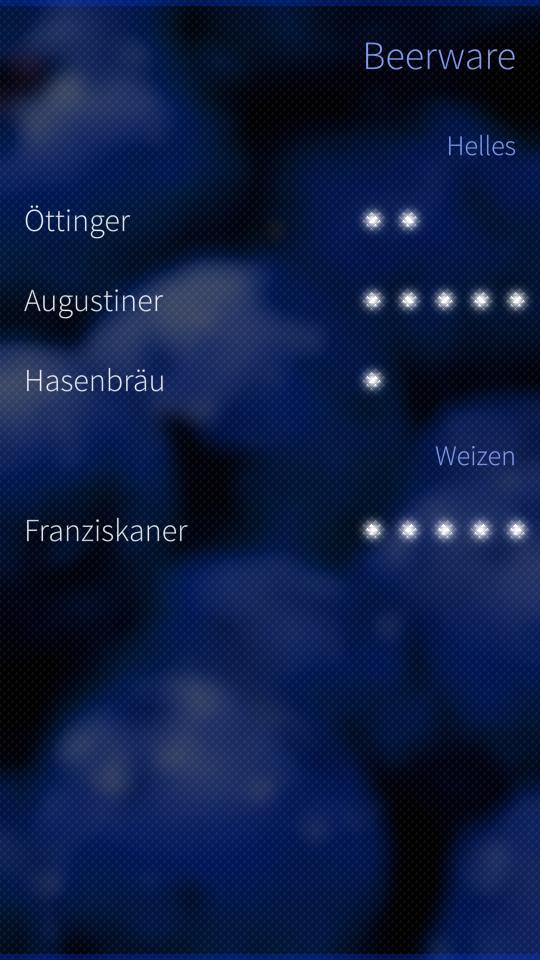 Beerware
Helles
Öttinger
Augustiner
Hasenbräu
Weizen
Franziskaner